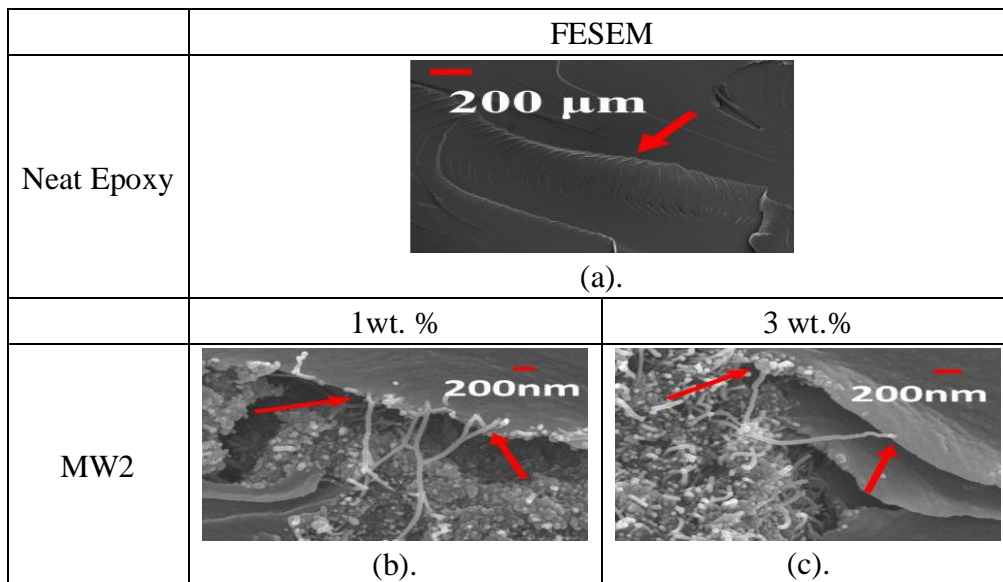 FESEM
Neat Epoxy
200 μm
(a).
1wt. %
3 wt.%
MW2
200nm
200nm
(b).
(c).